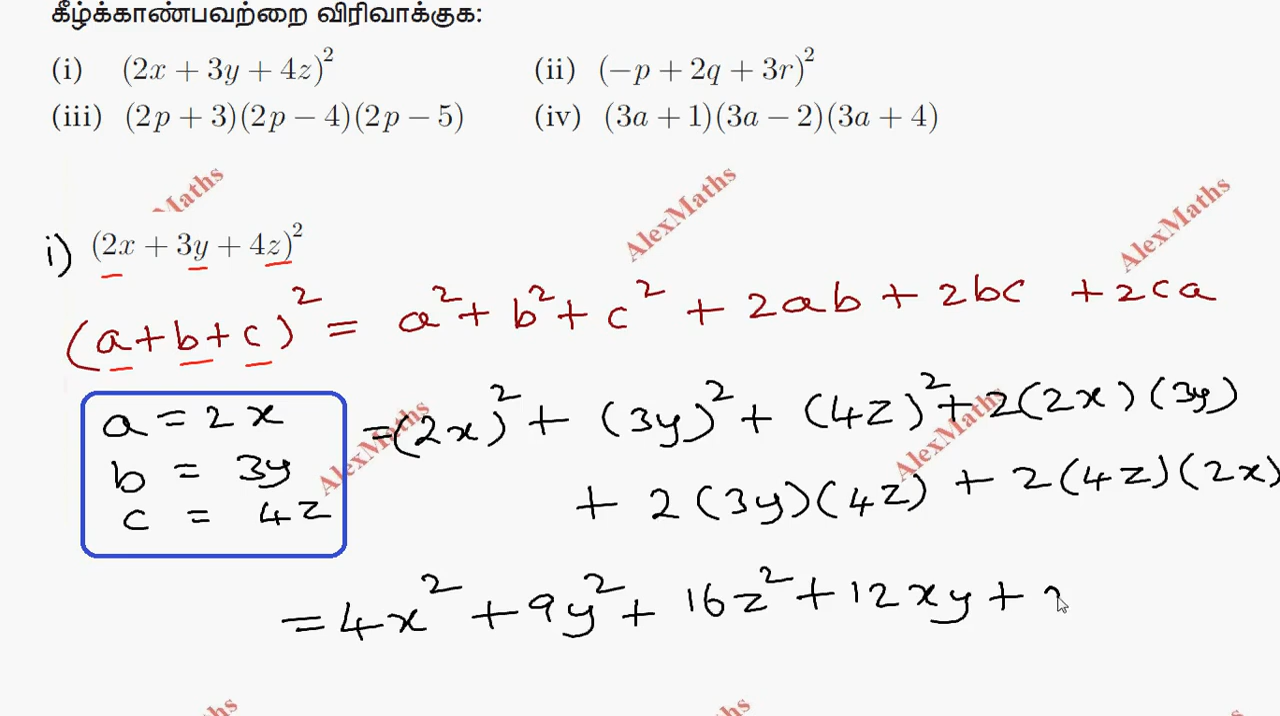 கீழ்க்காண்பவற்றை விரிவாக்குக:
(i) (2x + 3y + 4z)² (ii) (−p + 2q + 3r)²
(iii) (2p + 3)(2p − 4)(2p − 5) (iv) (3a + 1)(3a − 2)(3a + 4)
Maths AlexMaths AlexMaths
i) (2x + 3y + 4z)²
(a+b+c)² = a² + b² + c² + 2ab + 2bc + 2ca
a = 2x
b = 3y
c = 4z
AlexMaths AlexMaths
= (2x)² + (3y)² + (4z)² + 2(2x)(3y)
+ 2(3y)(4z) + 2(4z)(2x)
= 4x² + 9y² + 16z² + 12xy +